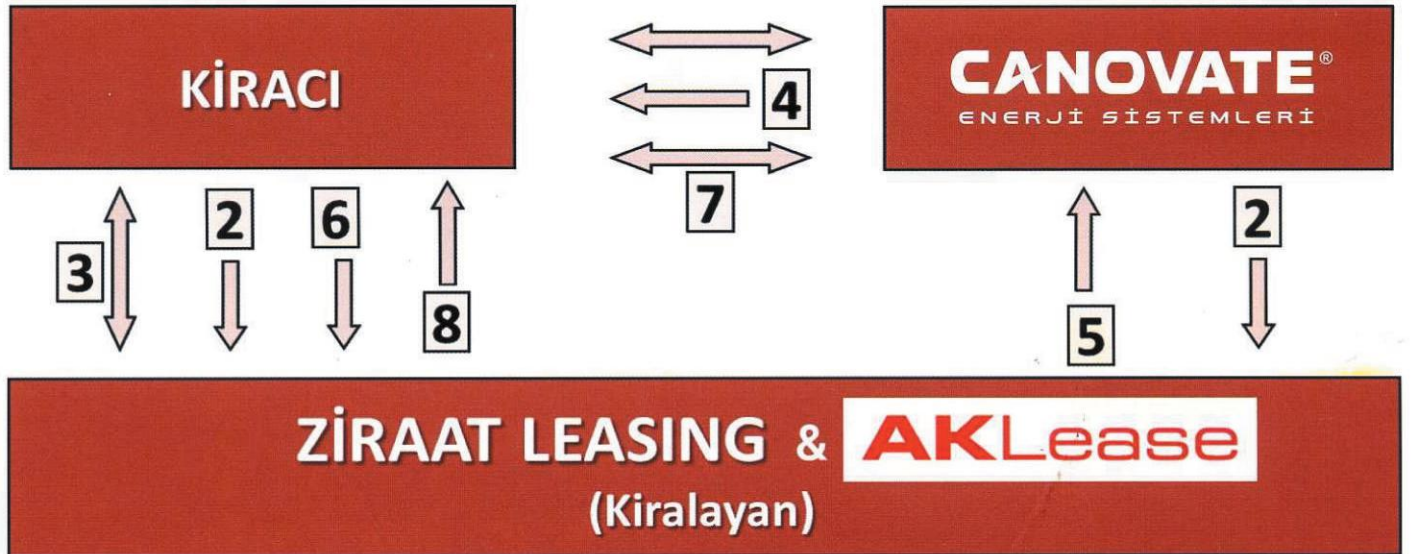 KİRACI
CANOVATE®
ENERJİ SİSTEMLERİ
4
7
3
2
6
8
5
2
ZİRAAT LEASING & AKLease
(Kiralayan)